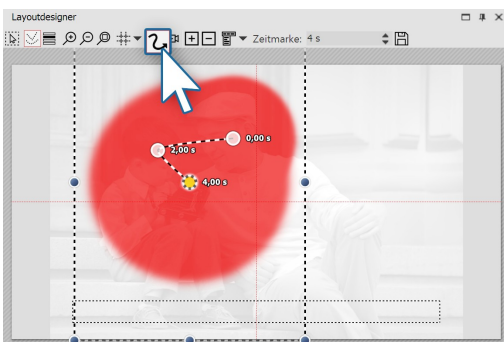 Layoutdesigner
Zeitmarke: 4 s
0,00 s
2,00 s
4,00 s